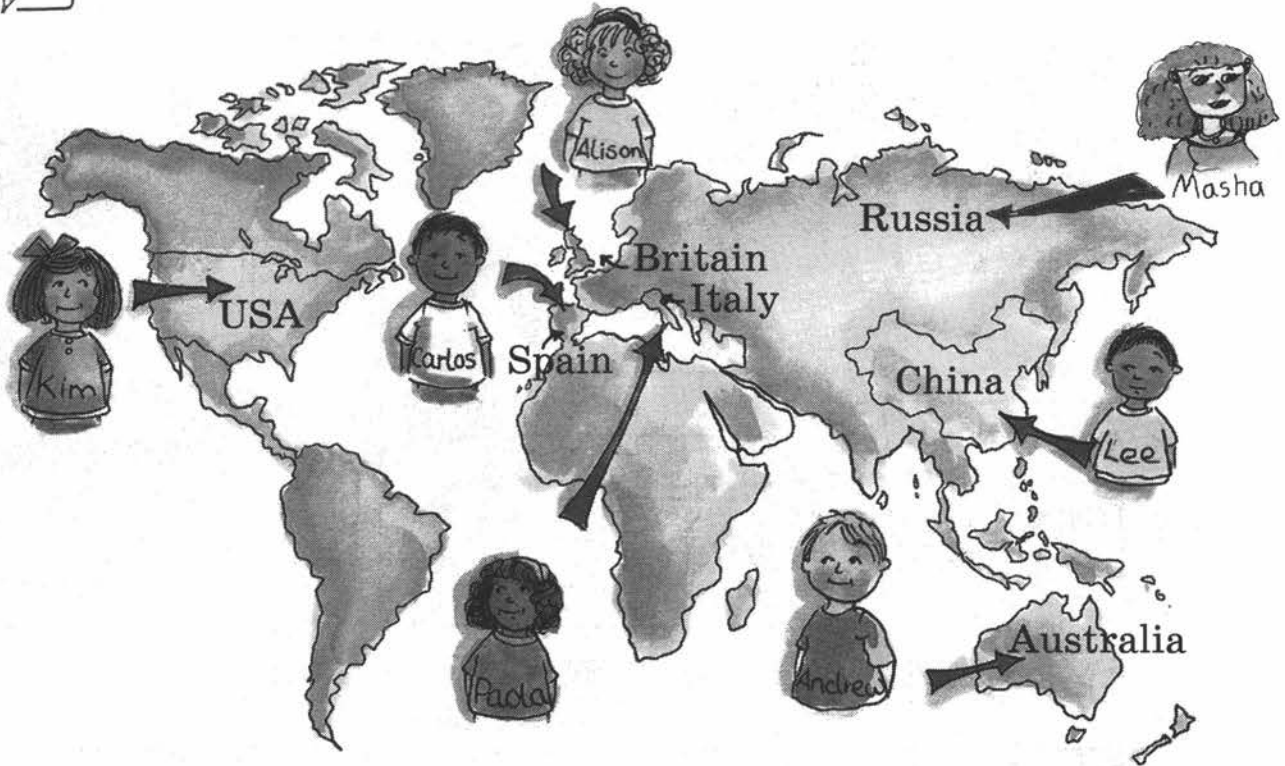 Alison
Masha
Russia
Britain
Italy
USA
Kim
Carlos
Spain
China
Lee
Paola
Andrew
Australia